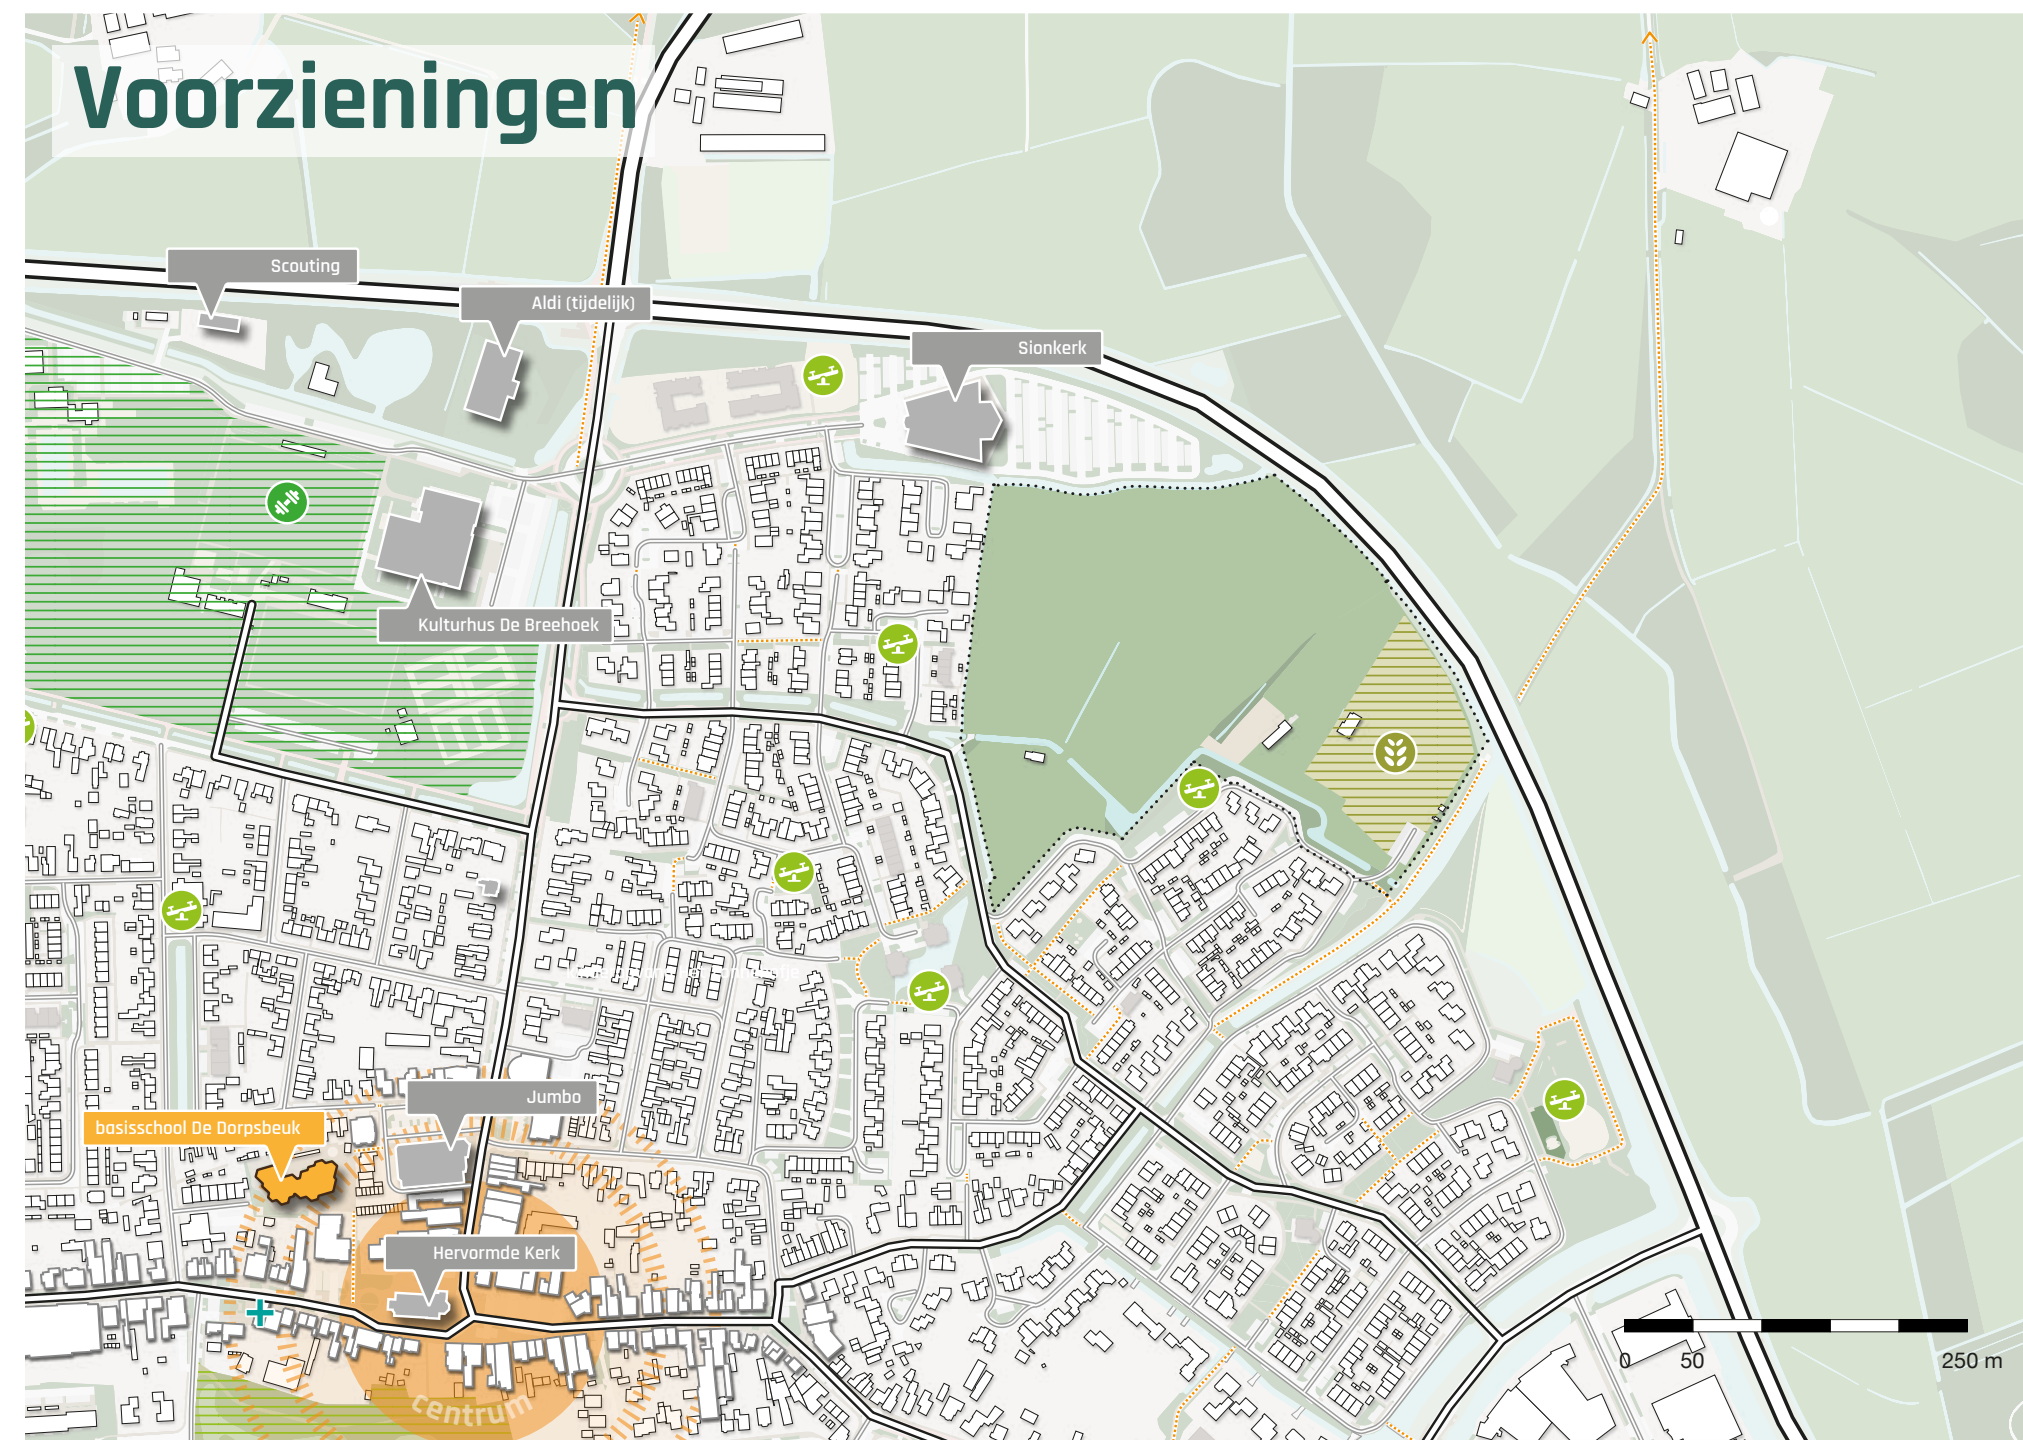 Voorzieningen
Scouting
Aldi (tijdelijk)
Sionkerk
Kulturhus De Breehoek
Jumbo
basisschool De Dorpsbeuk
Hervormde Kerk
centrum
0 50 250 m